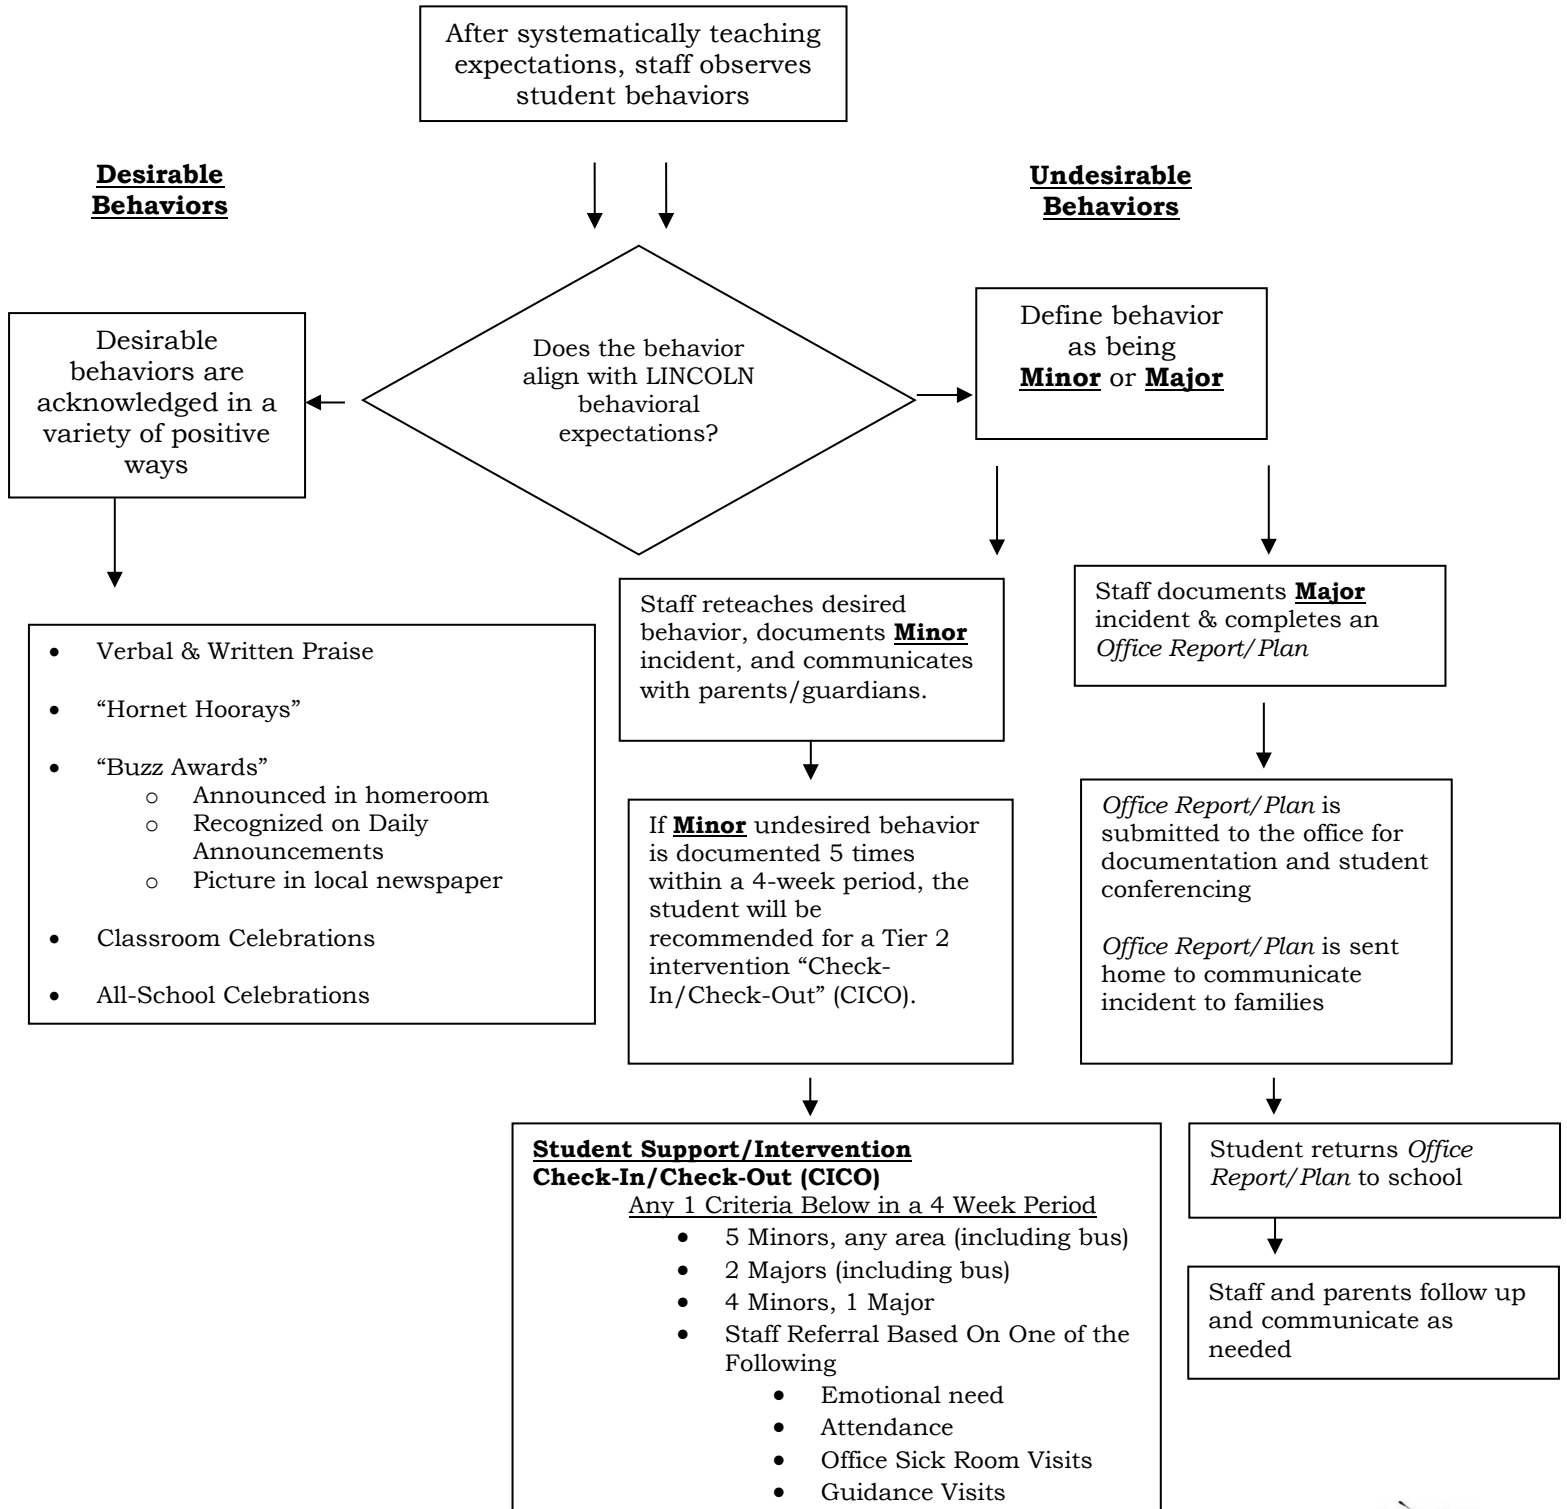 After systematically teaching
expectations, staff observes
student behaviors
Desirable
Behaviors
Undesirable
Behaviors
Does the behavior
align with LINCOLN
behavioral
expectations?
Desirable
behaviors are
acknowledged in a
variety of positive
ways
Define behavior
as being
Minor or Major
• Verbal & Written Praise
• “Hornet Hoorays”
• “Buzz Awards”
o Announced in homeroom
o Recognized on Daily
Announcements
o Picture in local newspaper
• Classroom Celebrations
• All-School Celebrations
Staff reteaches desired
behavior, documents Minor
incident, and communicates
with parents/guardians.
If Minor undesired behavior
is documented 5 times
within a 4-week period, the
student will be
recommended for a Tier 2
intervention “Check-
In/Check-Out” (CICO).
Student Support/Intervention
Check-In/Check-Out (CICO)
Any 1 Criteria Below in a 4 Week Period
• 5 Minors, any area (including bus)
• 2 Majors (including bus)
• 4 Minors, 1 Major
• Staff Referral Based On One of the
Following
• Emotional need
• Attendance
• Office Sick Room Visits
• Guidance Visits
Staff documents Major
incident & completes an
Office Report/Plan
Office Report/Plan is
submitted to the office for
documentation and student
conferencing
Office Report/Plan is sent
home to communicate
incident to families
Student returns Office
Report/Plan to school
Staff and parents follow up
and communicate as
needed